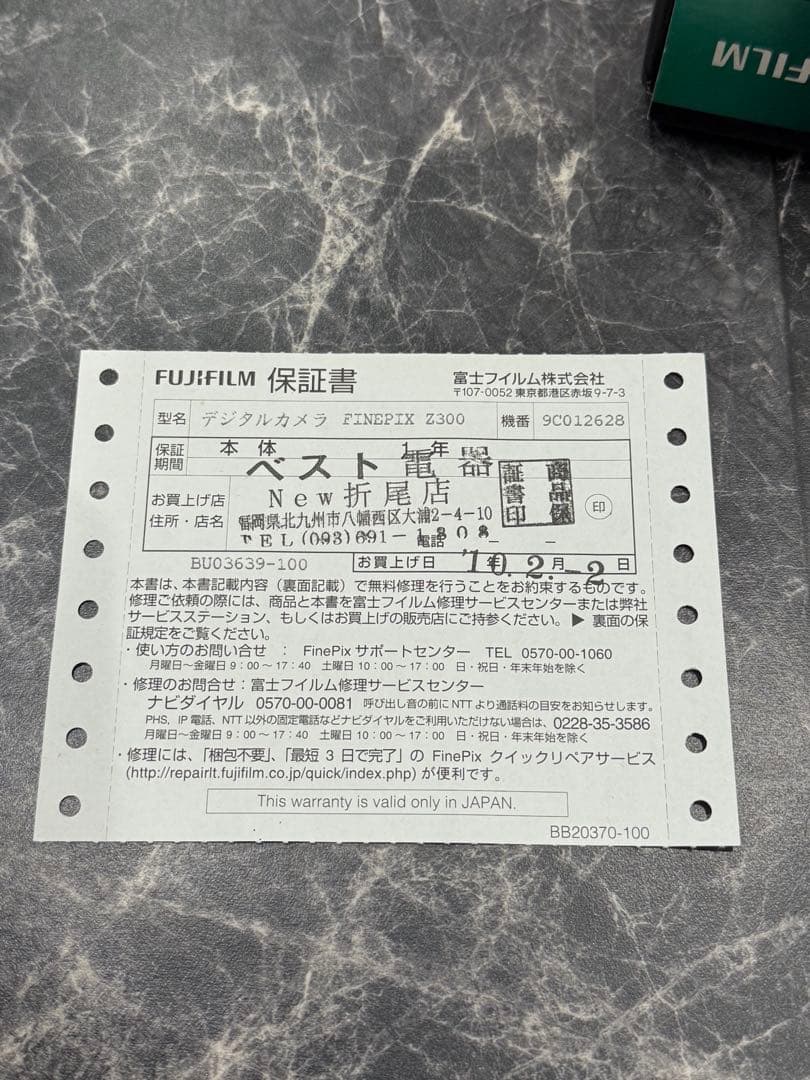 FILM
FUJIFILM 保証書
富士フイルム株式会社
〒107-0052 東京都港区赤坂9-7-3
型名 デジタルカメラ FINEPIX Z300 機番 9C012628
保証期間 本体 1年
お買上げ店住所・店名
ベスト電器
New折尾店
福岡県北九州市八幡西区大浦2-4-10
TEL(093)691-1808
電話 － －
商品保証書印
印
BU03639-100 お買上げ日 '10年2月-2日
本書は、本書記載内容（裏面記載）で無料修理を行うことをお約束するものです。
修理ご依頼の際には、商品と本書を富士フイルム修理サービスセンターまたは弊社
サービスステーション、もしくはお買上げの販売店にご持参ください。▶ 裏面の保
証規定をご覧ください。
・使い方のお問い合せ ： FinePix サポートセンター TEL 0570-00-1060
月曜日～金曜日 9：00～17：40 土曜日 10：00～17：00 日・祝日・年末年始を除く
・修理のお問合せ：富士フイルム修理サービスセンター
ナビダイヤル 0570-00-0081 呼び出し音の前に NTT より通話料の目安をお知らせします。
PHS、IP 電話、NTT 以外の固定電話などナビダイヤルをご利用いただけない場合は、0228-35-3586
月曜日～金曜日 9：00～17：40 土曜日 10：00～17：00 日・祝日・年末年始を除く
・修理には、「梱包不要」、「最短 3 日で完了」の FinePix クイックリペアサービス
(http://repairlt.fujifilm.co.jp/quick/index.php) が便利です。
This warranty is valid only in JAPAN.
BB20370-100